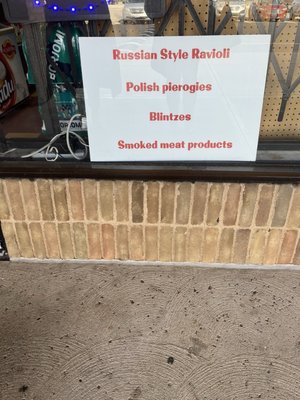 Russian Style Ravioli
Polish pierogies
Blintzes
Smoked meat products